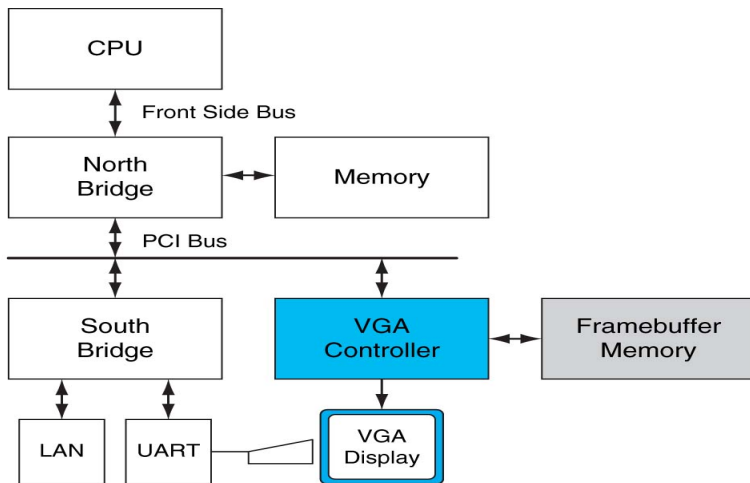 CPU
Front Side Bus
North
Bridge
Memory
PCI Bus
South
Bridge
VGA
Controller
Framebuffer
Memory
LAN
UART
VGA
Display